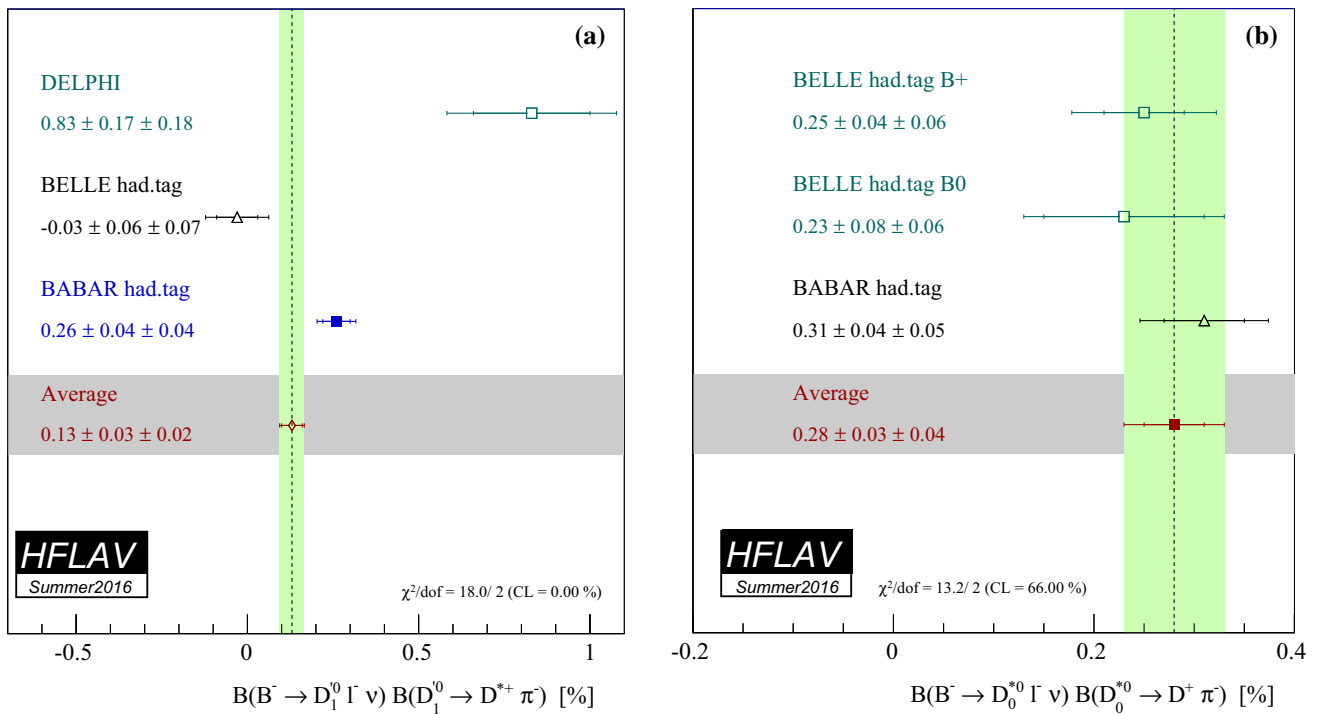 (a)
DELPHI
0.83 ± 0.17 ± 0.18
BELLE had.tag
-0.03 ± 0.06 ± 0.07
BABAR had.tag
0.26 ± 0.04 ± 0.04
Average
0.13 ± 0.03 ± 0.02
HFLAV
Summer2016
χ²/dof = 18.0/ 2 (CL = 0.00 %)
-0.5 0 0.5 1
B(B⁻ → D₁'⁰ l⁻ ν) B(D₁'⁰ → D*⁺ π⁻) [%]
(b)
BELLE had.tag B+
0.25 ± 0.04 ± 0.06
BELLE had.tag B0
0.23 ± 0.08 ± 0.06
BABAR had.tag
0.31 ± 0.04 ± 0.05
Average
0.28 ± 0.03 ± 0.04
HFLAV
Summer2016
χ²/dof = 13.2/ 2 (CL = 66.00 %)
-0.2 0 0.2 0.4
B(B⁻ → D₀*⁰ l⁻ ν) B(D₀*⁰ → D⁺ π⁻) [%]